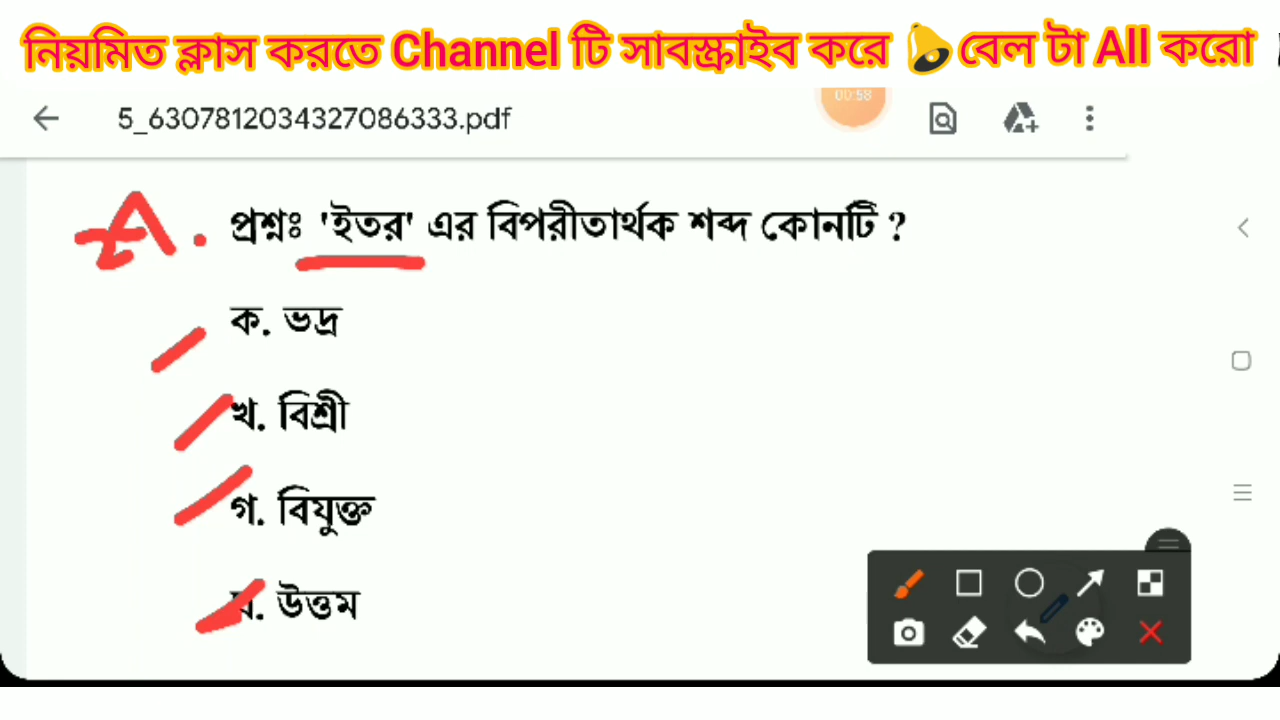 নিয়মিত ক্লাস করতে Channel টি সাবস্ক্রাইব করে 🔔বেল টা All করো
5_6307812034327086333.pdf
00:58
A. প্রশ্নঃ 'ইতর' এর বিপরীতার্থক শব্দ কোনটি ?
ক. ভদ্র
খ. বিশ্রী
গ. বিযুক্ত
ঘ. উত্তম